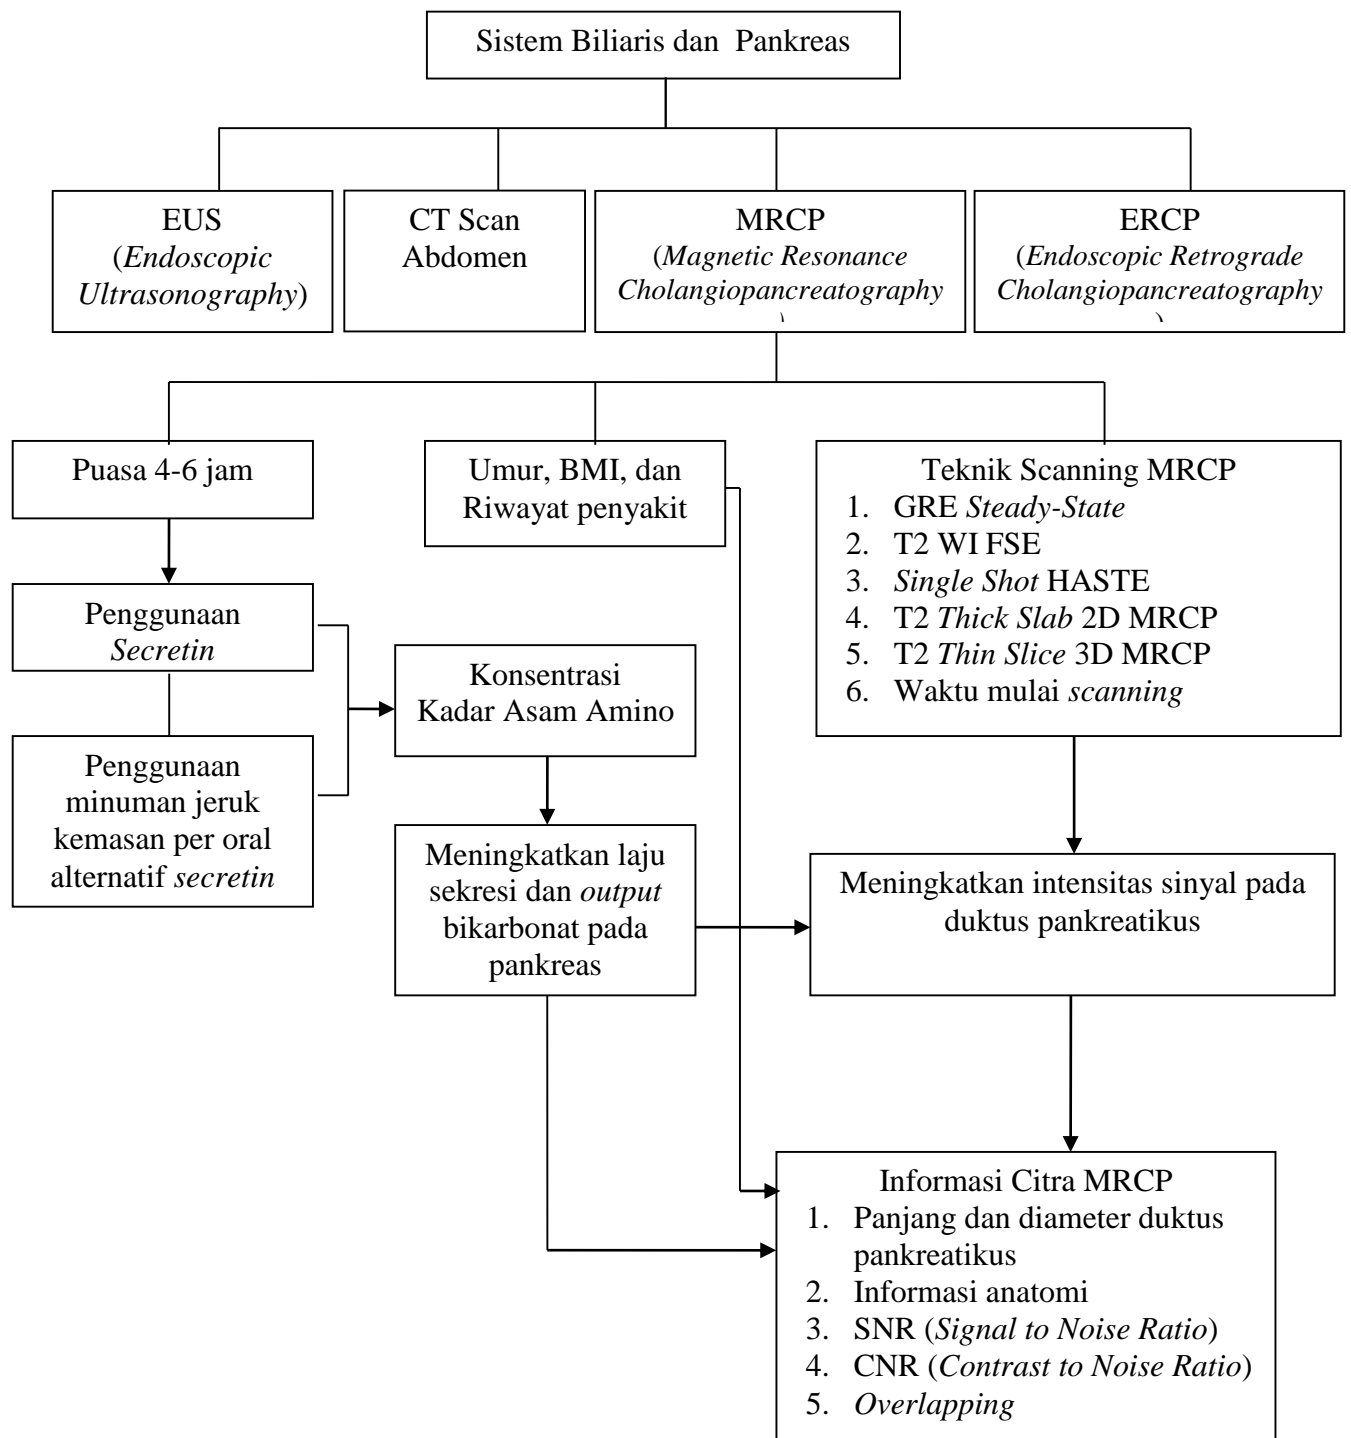 Sistem Biliaris dan Pankreas
EUS
(Endoscopic
Ultrasonography)
CT Scan
Abdomen
MRCP
(Magnetic Resonance
Cholangiopancreatography
)
ERCP
(Endoscopic Retrograde
Cholangiopancreatography
)
Puasa 4-6 jam
Umur, BMI, dan
Riwayat penyakit
Teknik Scanning MRCP
1. GRE Steady-State
2. T2 WI FSE
3. Single Shot HASTE
4. T2 Thick Slab 2D MRCP
5. T2 Thin Slice 3D MRCP
6. Waktu mulai scanning
Penggunaan
Secretin
Konsentrasi
Kadar Asam Amino
Penggunaan
minuman jeruk
kemasan per oral
alternatif secretin
Meningkatkan laju
sekresi dan output
bikarbonat pada
pankreas
Meningkatkan intensitas sinyal pada
duktus pankreatikus
Informasi Citra MRCP
1. Panjang dan diameter duktus
pankreatikus
2. Informasi anatomi
3. SNR (Signal to Noise Ratio)
4. CNR (Contrast to Noise Ratio)
5. Overlapping